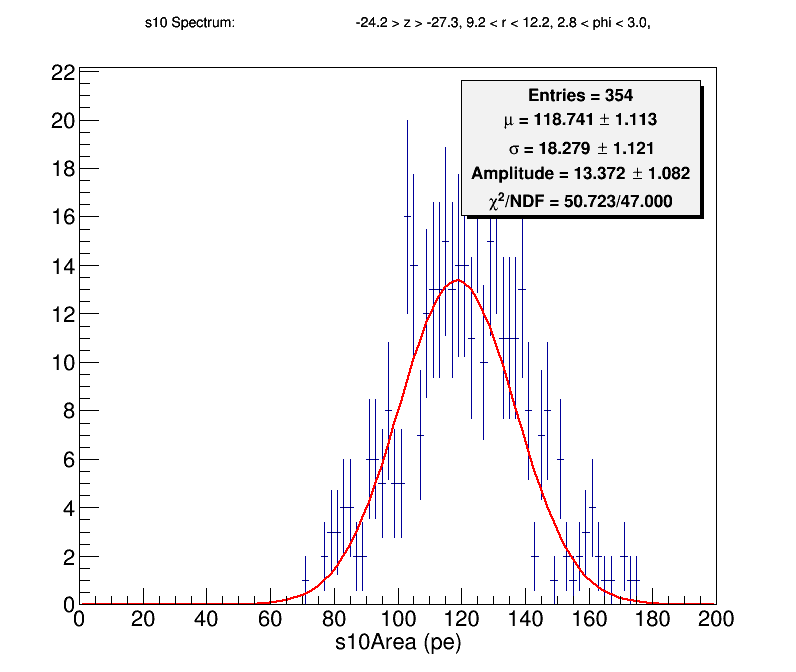 s10 Spectrum: -24.2 > z > -27.3, 9.2 < r < 12.2, 2.8 < phi < 3.0,
Entries = 354
μ = 118.741 ± 1.113
σ = 18.279 ± 1.121
Amplitude = 13.372 ± 1.082
χ²/NDF = 50.723/47.000
22
20
18
16
14
12
10
8
6
4
2
0
0 20 40 60 80 100 120 140 160 180 200
s10Area (pe)